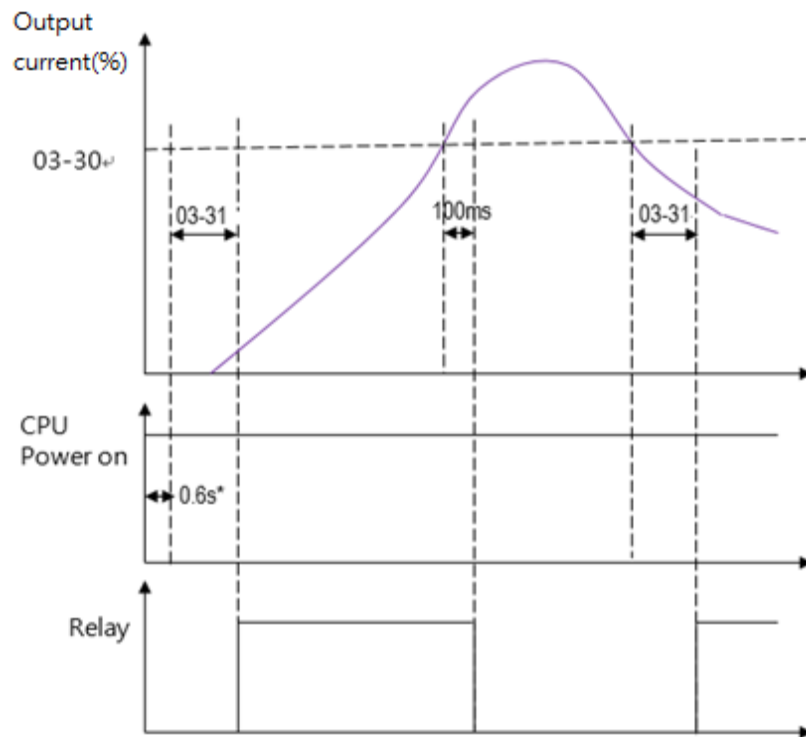 Output
current(%)
03-30↵
03-31
100ms
03-31
CPU
Power on
0.6s*
Relay